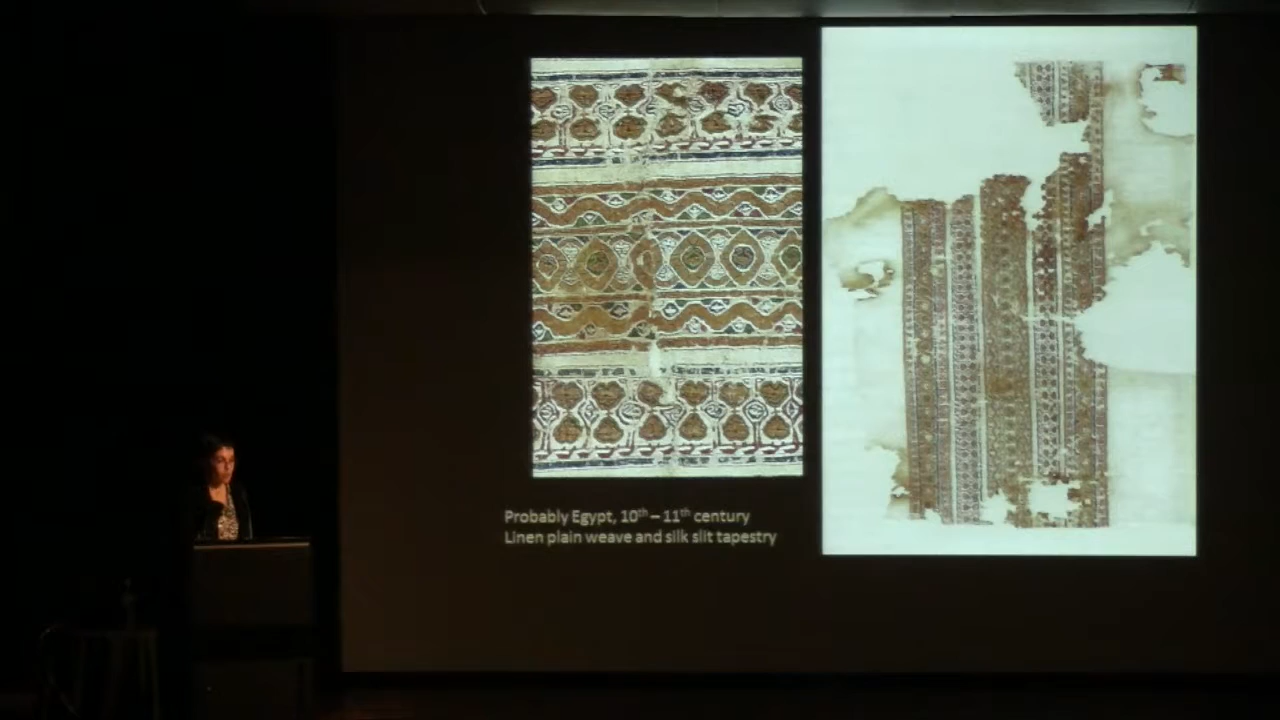 Probably Egypt, 10th – 11th century
Linen plain weave and silk slit tapestry